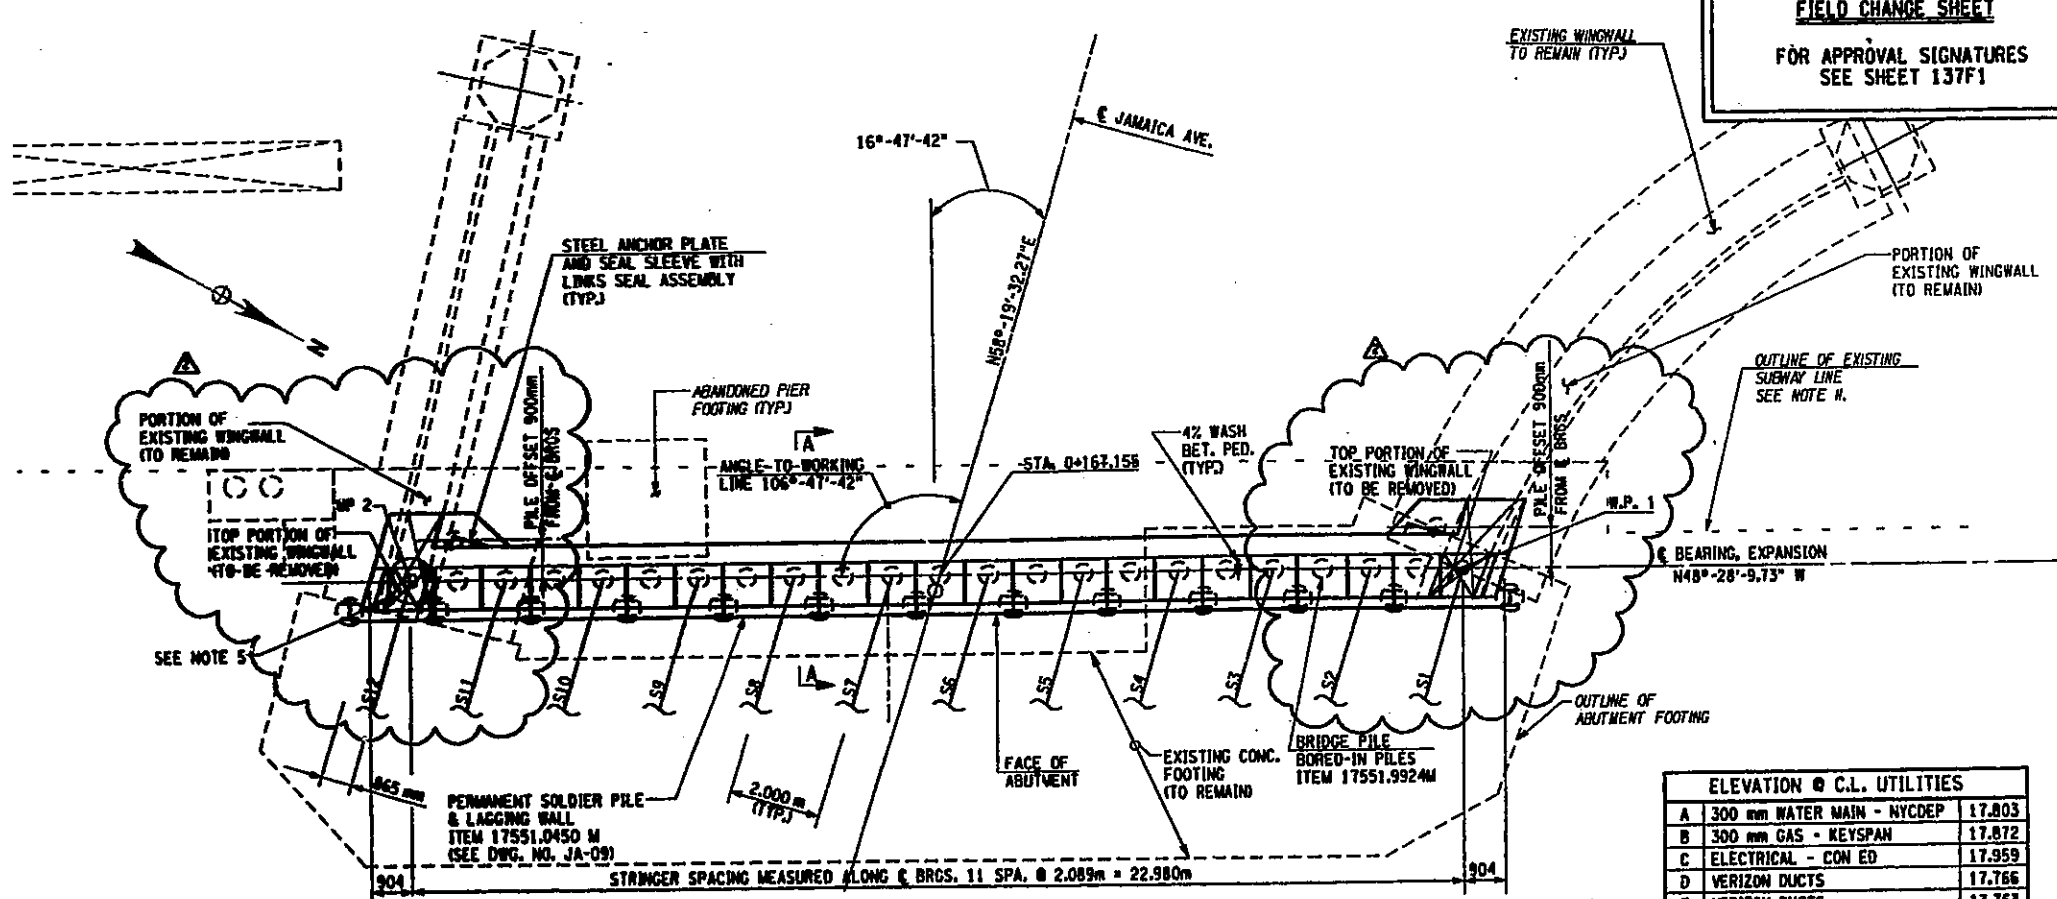 FIELD CHANGE SHEET
FOR APPROVAL SIGNATURES
SEE SHEET 137F1
EXISTING WINGWALL
TO REMAIN (TYP.)
℄ JAMAICA AVE.
16°-47'-42"
N58°-19'-32.27"E
STEEL ANCHOR PLATE
AND SEAL SLEEVE WITH
LINKS SEAL ASSEMBLY
(TYP.)
PORTION OF
EXISTING WINGWALL
(TO REMAIN)
N
OUTLINE OF EXISTING
SUBWAY LINE
SEE NOTE H.
PORTION OF
EXISTING WINGWALL
(TO REMAIN)
ABANDONED PIER
FOOTING (TYP.)
PILE OFFSET 900mm
FROM ℄ BRGS
A
ANGLE-TO-WORKING
LINE 106°-47'-42"
STA. 0+167.156
4% WASH
BET. PED.
(TYP.)
TOP PORTION OF
EXISTING WINGWALL
(TO BE REMOVED)
PILE OFFSET 900mm
FROM ℄ BRGS
W.P. 1
WP 2
TOP PORTION OF
EXISTING WINGWALL
(TO BE REMOVED)
℄ BEARING, EXPANSION
N48°-28'-9.73" W
SEE NOTE 5
A
S12
S11
S10
S9
S8
S7
S6
S5
S4
S3
S2
S1
OUTLINE OF
ABUTMENT FOOTING
865 mm
PERMANENT SOLDIER PILE
& LAGGING WALL
ITEM 17551.0450 M
(SEE DWG. NO. JA-09)
2.000 m
(TYP.)
FACE OF
ABUTMENT
EXISTING CONC.
FOOTING
(TO REMAIN)
BRIDGE PILE
BORED-IN PILES
ITEM 17551.9924M
904
STRINGER SPACING MEASURED ALONG ℄ BRGS. 11 SPA. @ 2.089m = 22.980m
904
ELEVATION @ C.L. UTILITIES
A 300 mm WATER MAIN - NYCDEP 17.803
B 300 mm GAS - KEYSPAN 17.872
C ELECTRICAL - CON ED 17.959
D VERIZON DUCTS 17.766